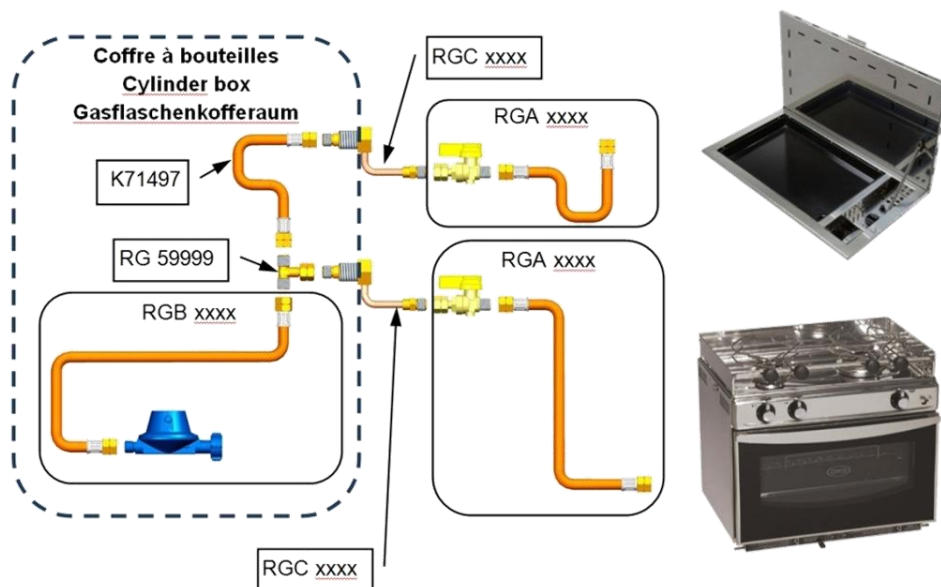 Coffre à bouteilles
Cylinder box
Gasflaschenkofferaum
RGC xxxx
RGA xxxx
K71497
RG 59999
RGA xxxx
RGB xxxx
RGC xxxx